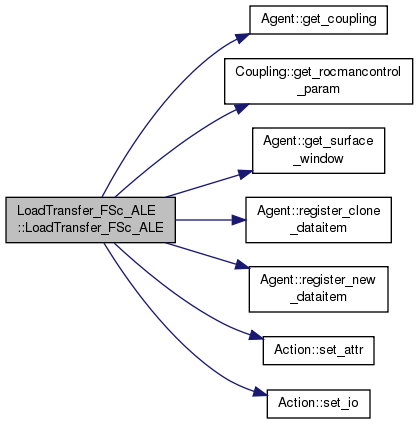 LoadTransfer_FSc_ALE
::LoadTransfer_FSc_ALE
Agent::get_coupling
Coupling::get_rocmancontrol
_param
Agent::get_surface
_window
Agent::register_clone
_dataitem
Agent::register_new
_dataitem
Action::set_attr
Action::set_io